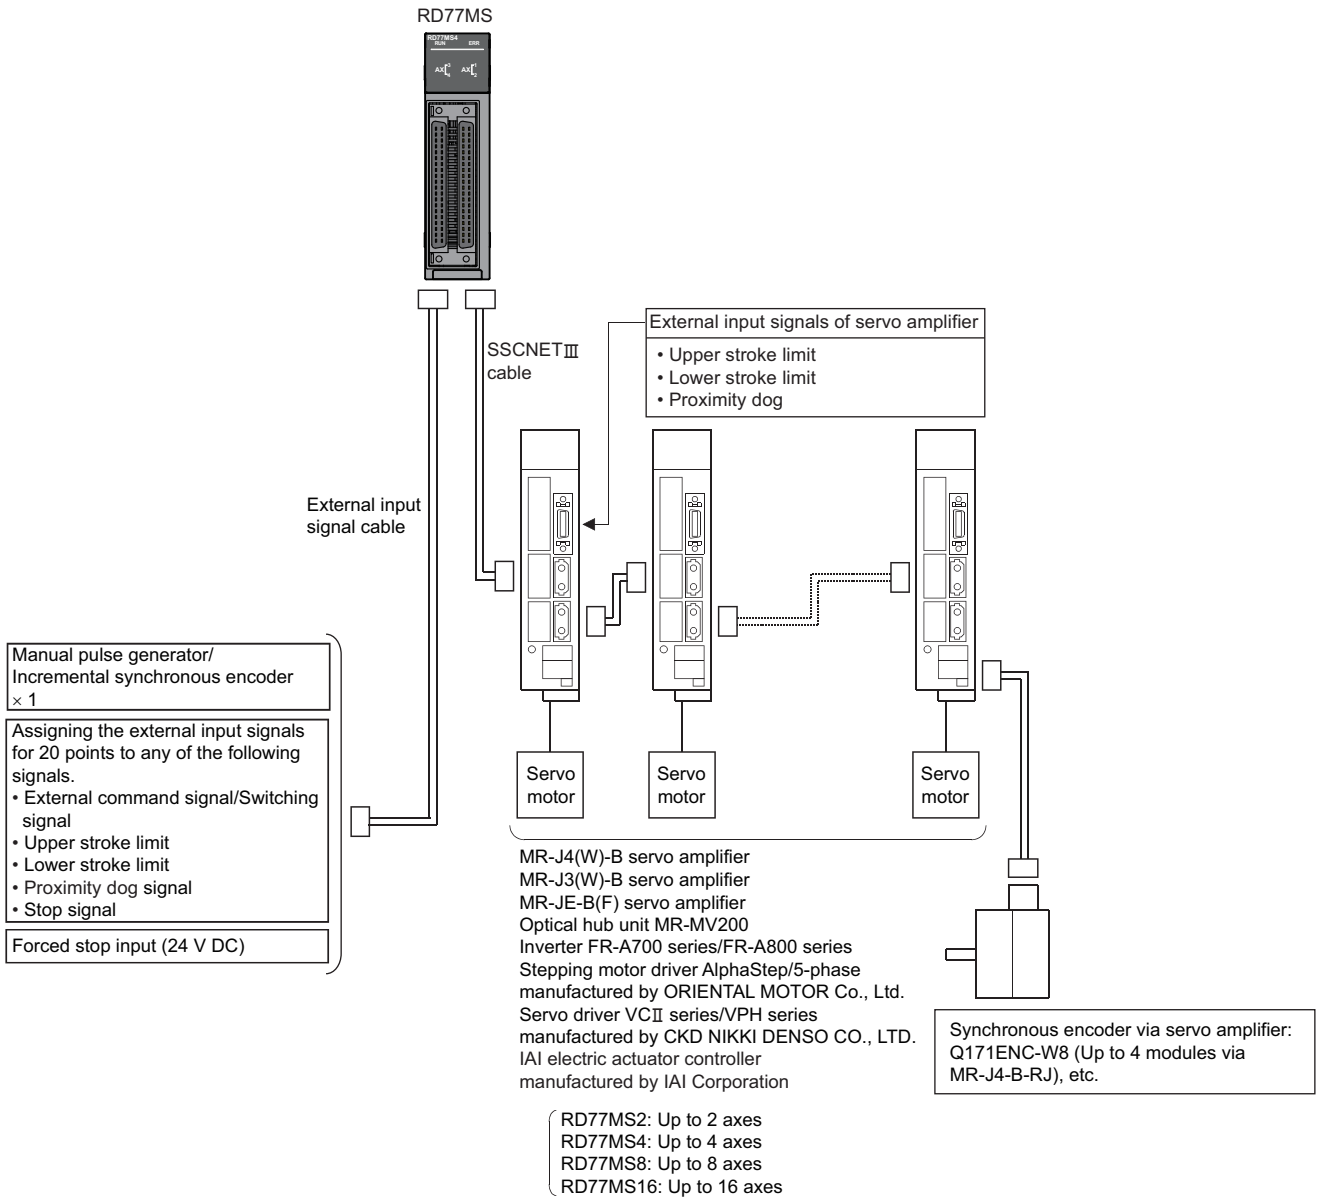 RD77MS
RD77MS4
RUN ERR
AX 3 4 AX 1 2
SSCNETⅢ
cable
External input signals of servo amplifier
• Upper stroke limit
• Lower stroke limit
• Proximity dog
External input
signal cable
Manual pulse generator/
Incremental synchronous encoder
× 1
Assigning the external input signals
for 20 points to any of the following
signals.
• External command signal/Switching
signal
• Upper stroke limit
• Lower stroke limit
• Proximity dog signal
• Stop signal
Forced stop input (24 V DC)
Servo
motor
Servo
motor
Servo
motor
MR-J4(W)-B servo amplifier
MR-J3(W)-B servo amplifier
MR-JE-B(F) servo amplifier
Optical hub unit MR-MV200
Inverter FR-A700 series/FR-A800 series
Stepping motor driver AlphaStep/5-phase
manufactured by ORIENTAL MOTOR Co., Ltd.
Servo driver VCⅡ series/VPH series
manufactured by CKD NIKKI DENSO CO., LTD.
IAI electric actuator controller
manufactured by IAI Corporation
Synchronous encoder via servo amplifier:
Q171ENC-W8 (Up to 4 modules via
MR-J4-B-RJ), etc.
RD77MS2: Up to 2 axes
RD77MS4: Up to 4 axes
RD77MS8: Up to 8 axes
RD77MS16: Up to 16 axes